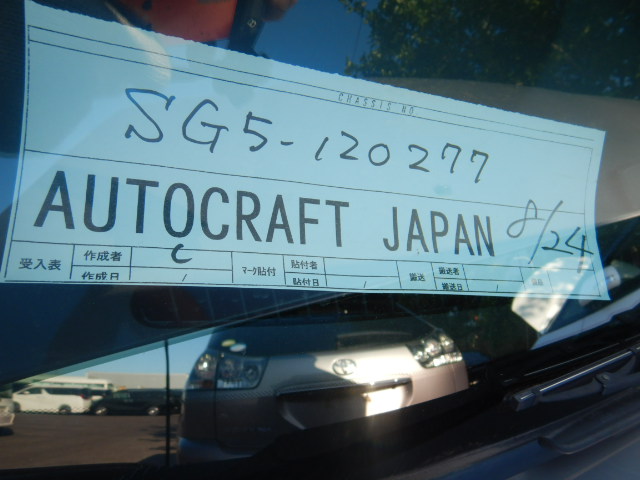 CHASSIS NO
SG5-120277
AUTOCRAFT JAPAN 8/24
受入表 作成者 C マーク貼付 貼付者 搬送 搬送者
作成日 / 貼付日 / 搬送日 /